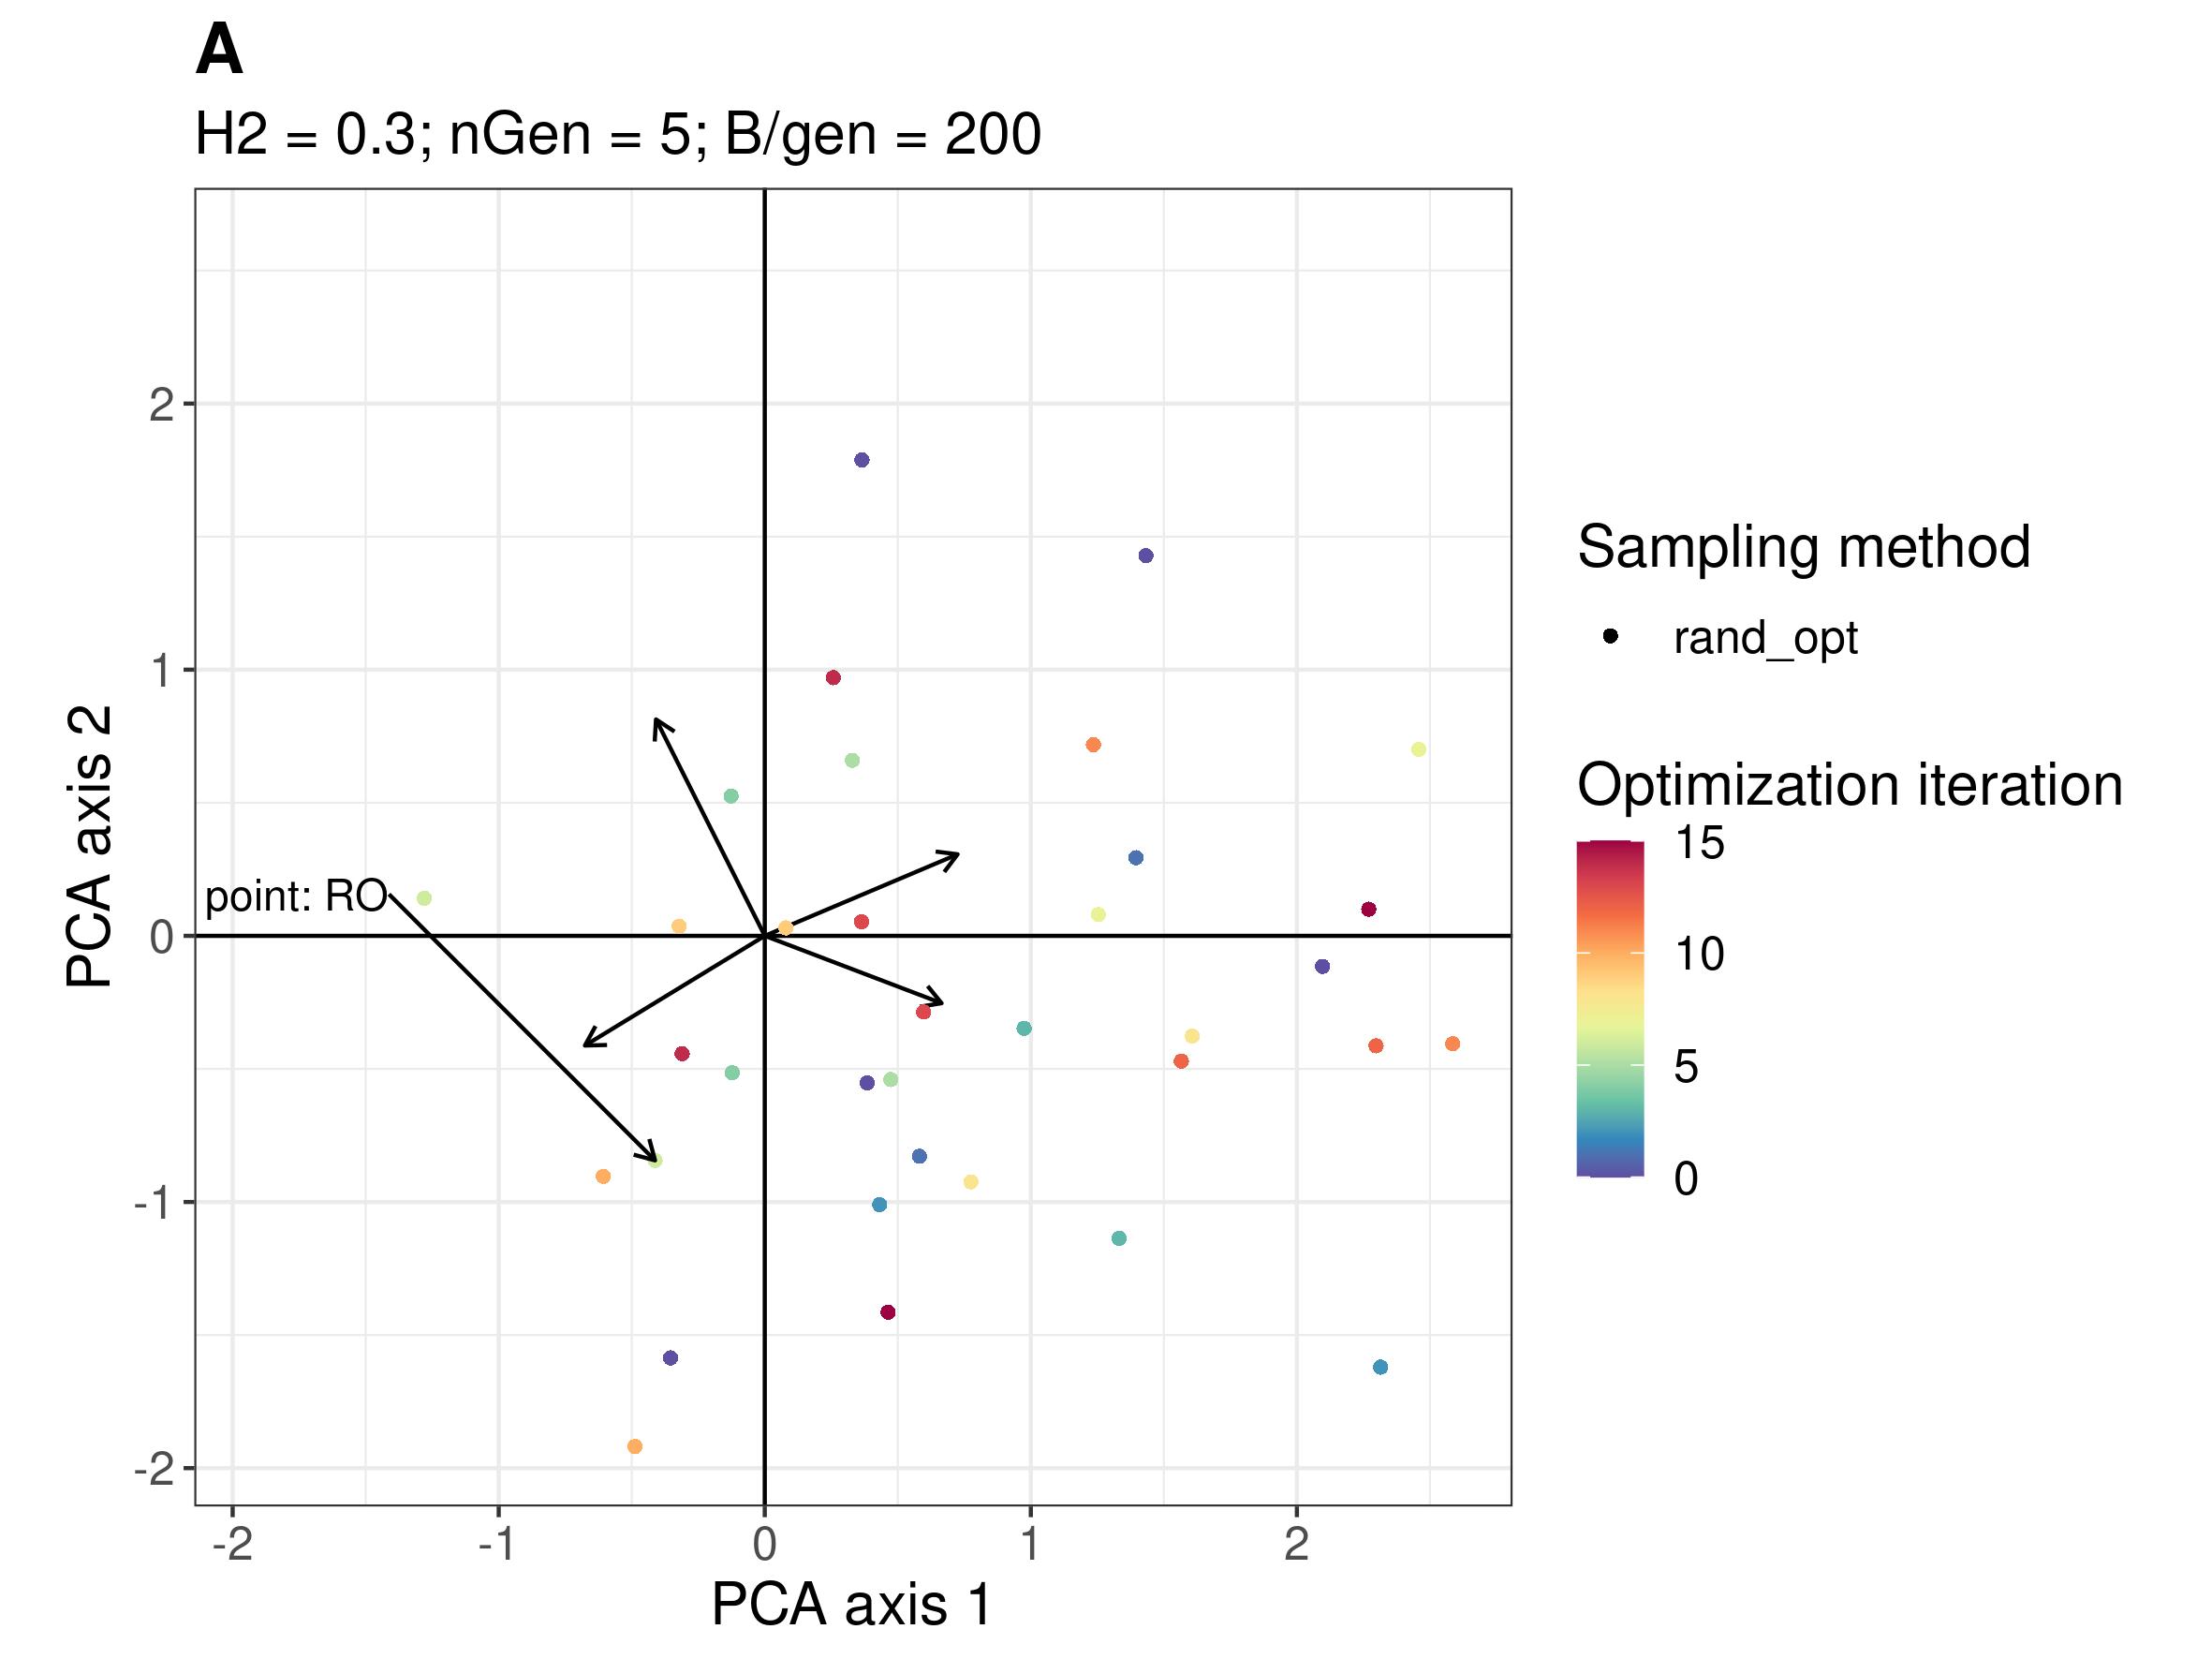 A
H2 = 0.3; nGen = 5; B/gen = 200
PCA axis 2
2
1
0
-1
-2
point: RO
-2
-1
0
1
2
PCA axis 1
Sampling method
rand_opt
Optimization iteration
15
10
5
0